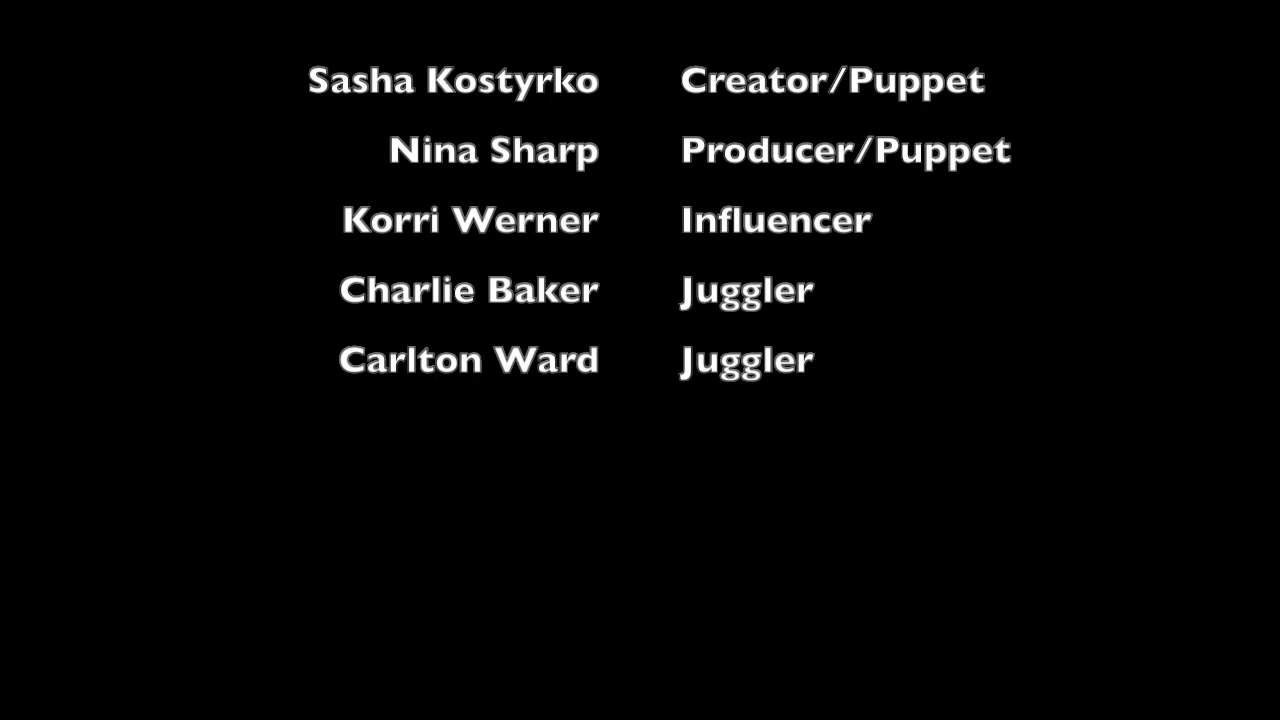 Sasha Kostyrko Creator/Puppet
Nina Sharp Producer/Puppet
Korri Werner Influencer
Charlie Baker Juggler
Carlton Ward Juggler